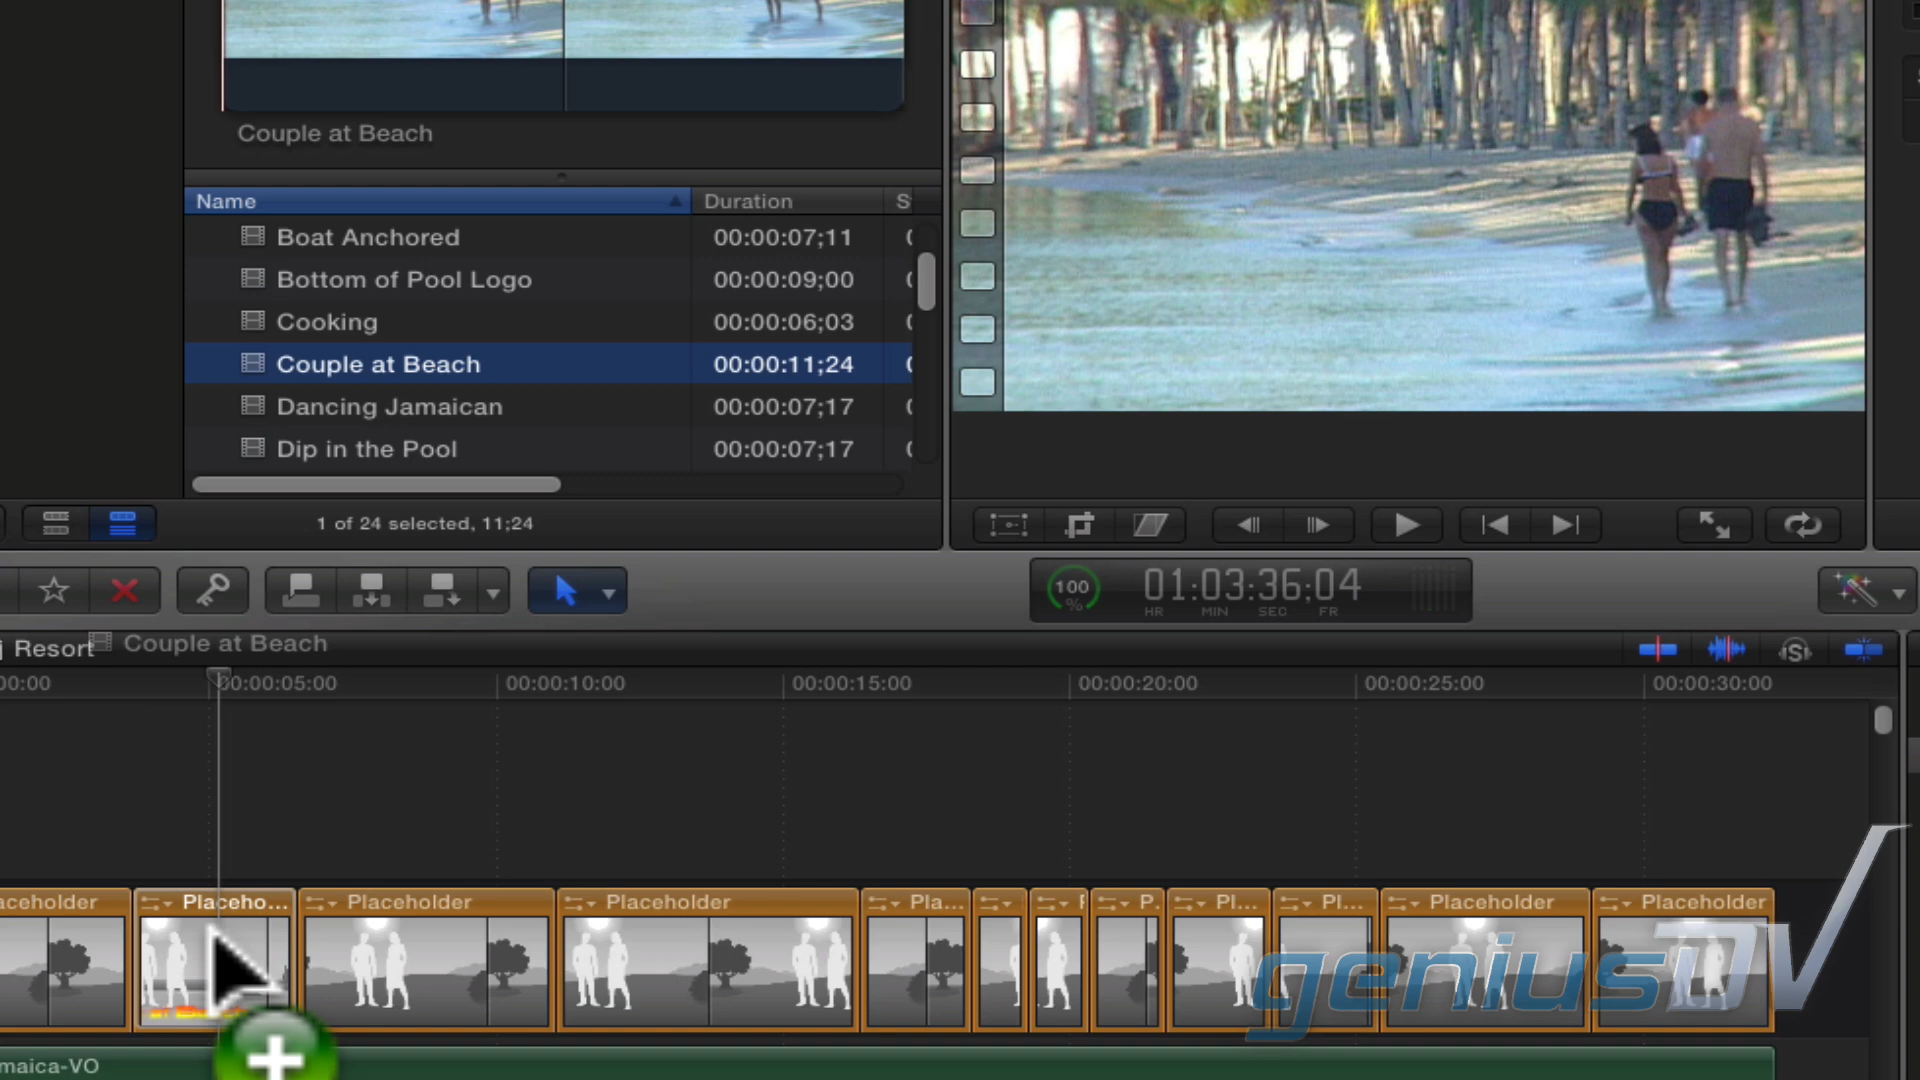 Couple at Beach
Name Duration S
Boat Anchored 00:00:07;11
Bottom of Pool Logo 00:00:09;00
Cooking 00:00:06;03
Couple at Beach 00:00:11;24
Dancing Jamaican 00:00:07;17
Dip in the Pool 00:00:07;17
1 of 24 selected, 11;24
100 % 01:03:36;04
HR MIN SEC FR
Resort Couple at Beach
00:00 00:00:05:00 00:00:10:00 00:00:15:00 00:00:20:00 00:00:25:00 00:00:30:00
aceholder Placeho... Placeholder Placeholder Pla... P. Pl... Pl... Placeholder Placeholder
geniusDV
maica-VO